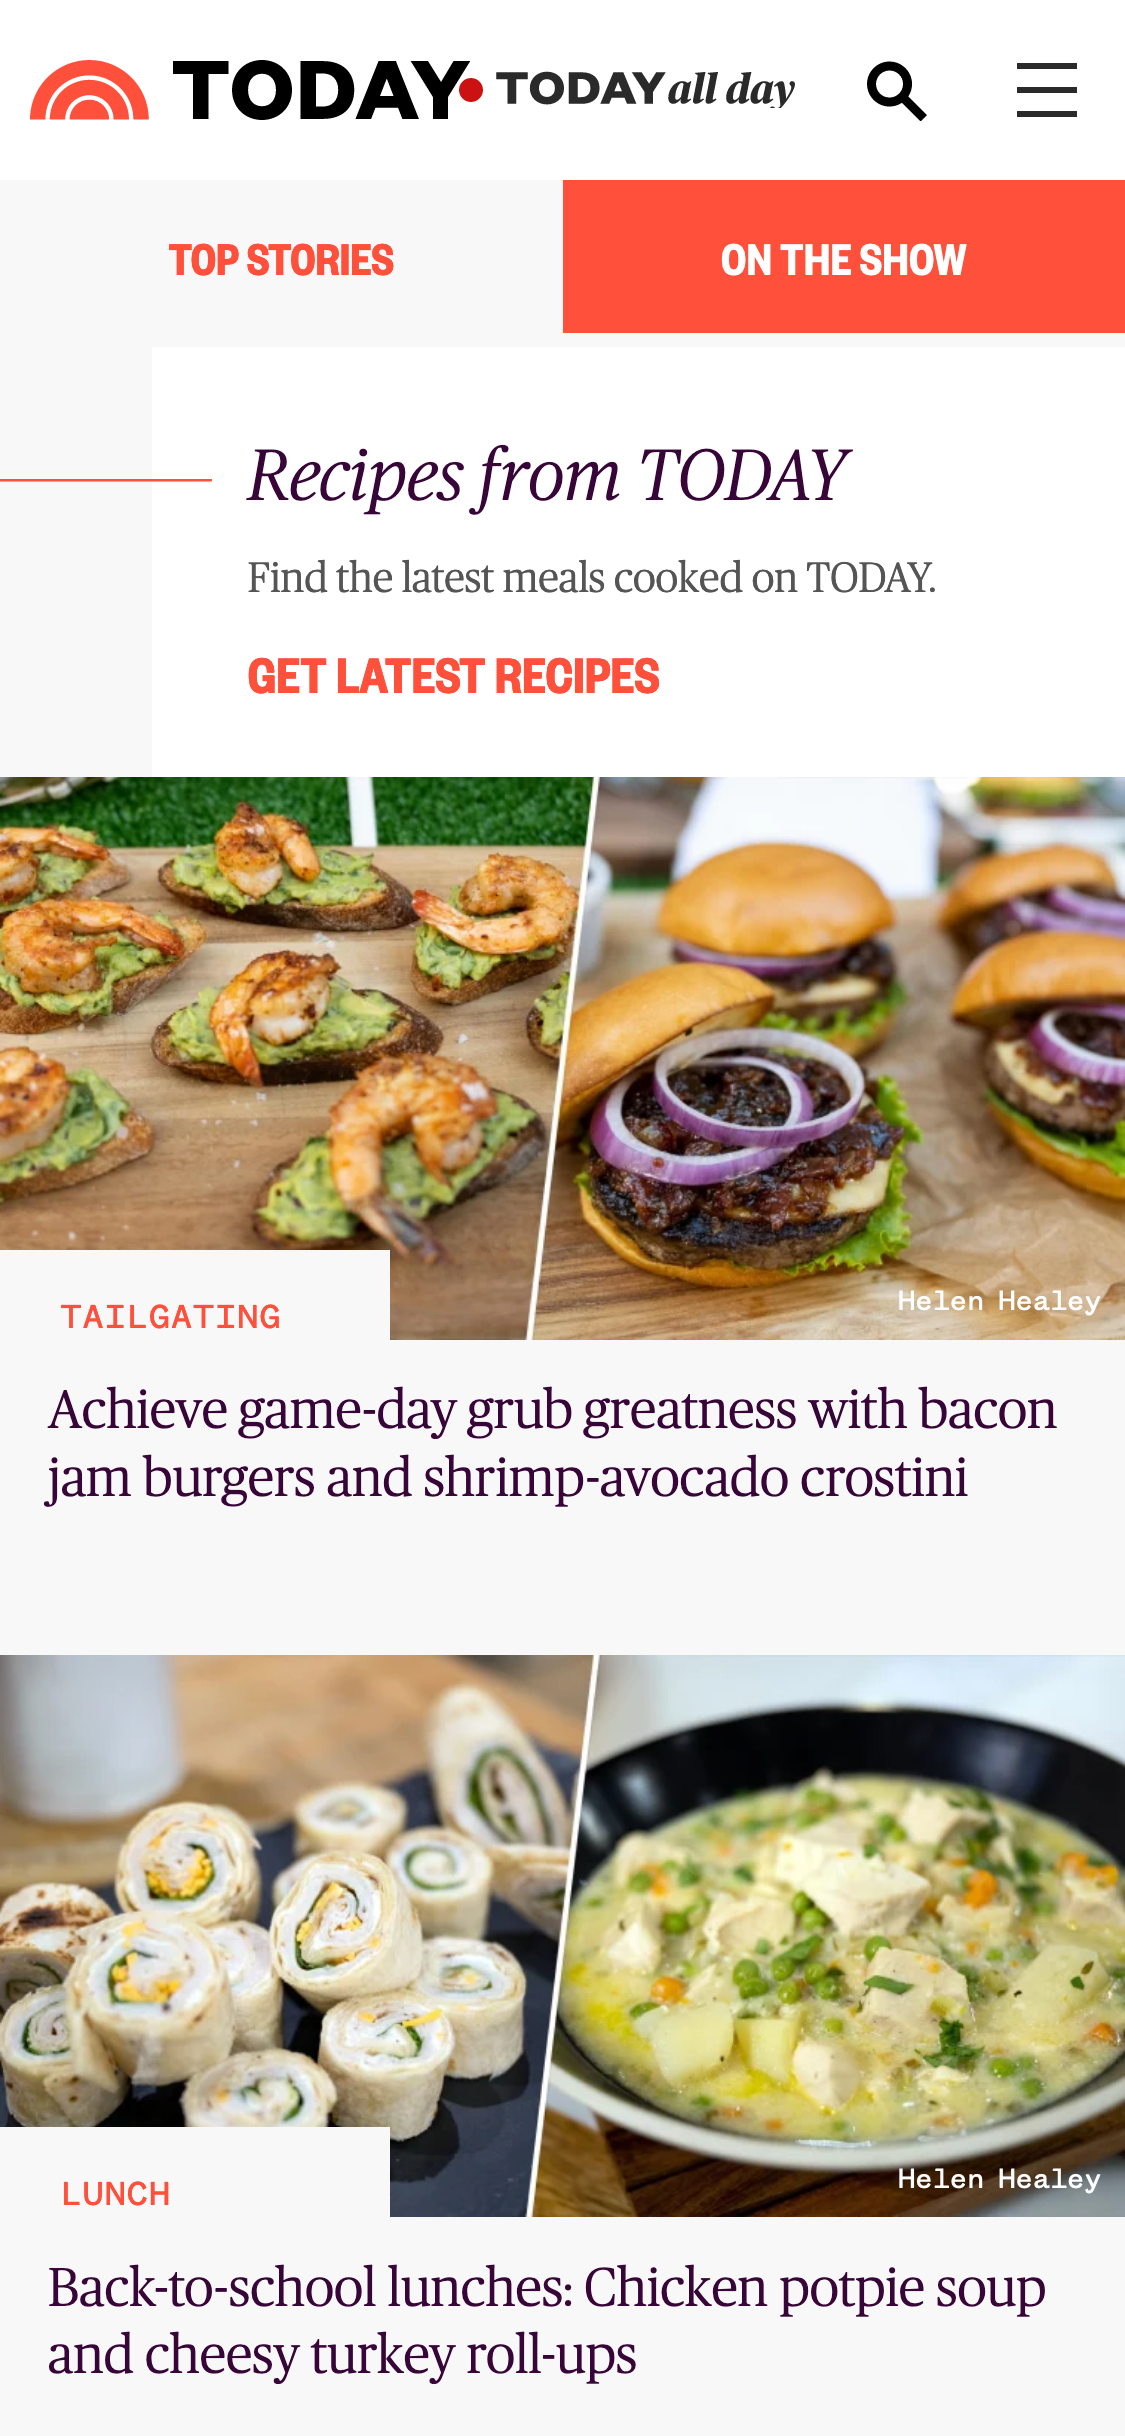 TODAY
TODAY all day
TOP STORIES
ON THE SHOW
Recipes from TODAY
Find the latest meals cooked on TODAY.
GET LATEST RECIPES
Helen Healey
TAILGATING
Achieve game-day grub greatness with bacon
jam burgers and shrimp-avocado crostini
Helen Healey
LUNCH
Back-to-school lunches: Chicken potpie soup
and cheesy turkey roll-ups